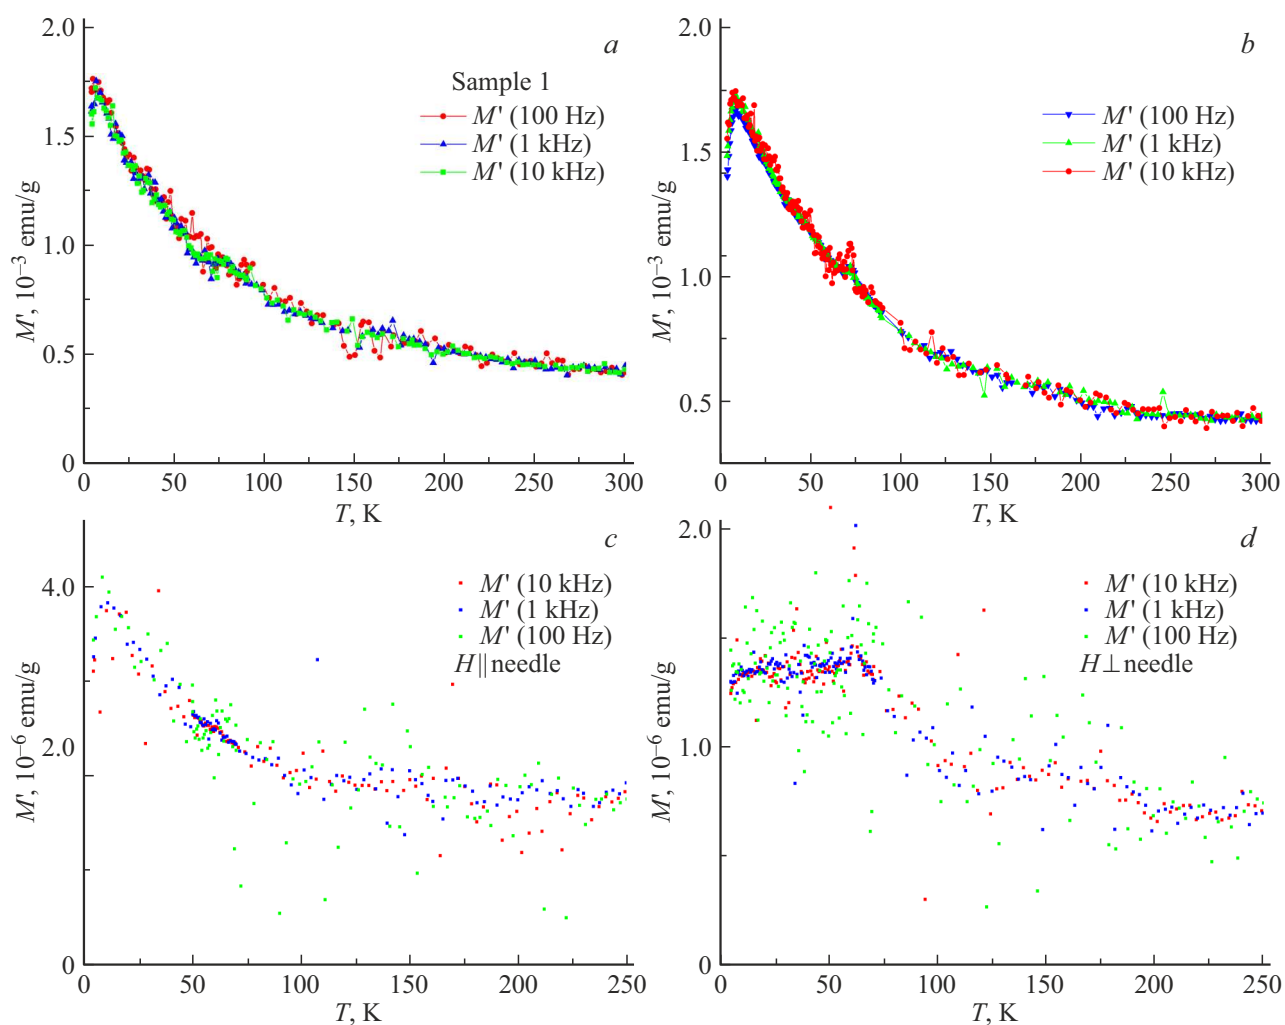 a
Sample 1
M' (100 Hz)
M' (1 kHz)
M' (10 kHz)
M', 10⁻³ emu/g
2.0
1.5
1.0
0.5
0
0 50 100 150 200 250 300
T, K
b
M' (100 Hz)
M' (1 kHz)
M' (10 kHz)
M', 10⁻³ emu/g
2.0
1.5
1.0
0.5
0 50 100 150 200 250 300
T, K
c
M' (10 kHz)
M' (1 kHz)
M' (100 Hz)
H || needle
M', 10⁻⁶ emu/g
4.0
2.0
0
0 50 100 150 200 250
T, K
d
M' (10 kHz)
M' (1 kHz)
M' (100 Hz)
H ⊥ needle
M', 10⁻⁶ emu/g
2.0
1.0
0
0 50 100 150 200 250
T, K